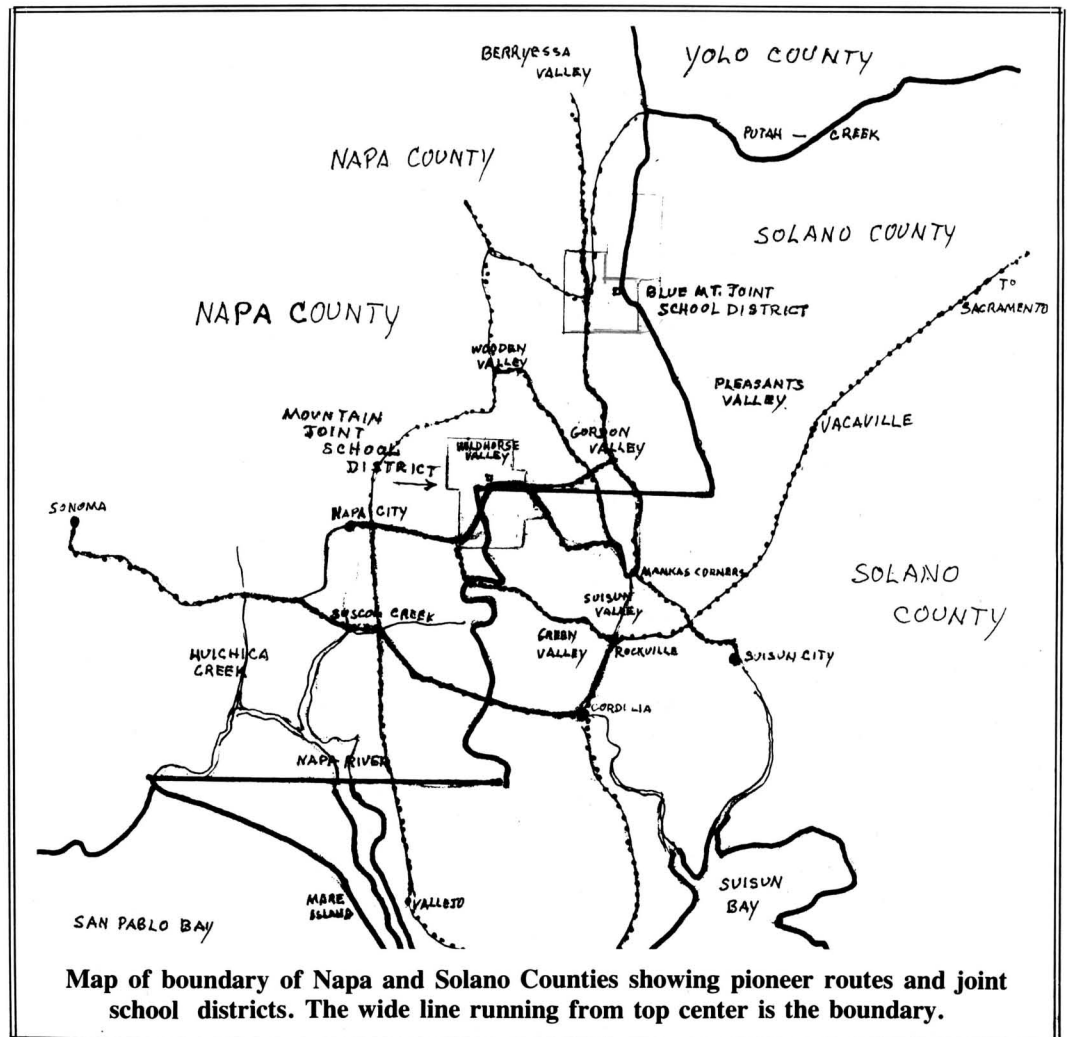 BERRYESSA
VALLEY
YOLO COUNTY
PUTAH — CREEK
NAPA COUNTY
SOLANO COUNTY
TO
SACRAMENTO
BLUE MT. JOINT
SCHOOL DISTRICT
NAPA COUNTY
WOODEN
VALLEY
PLEASANTS
VALLEY
MOUNTAIN
JOINT
SCHOOL
DISTRICT
WILDHORSE
VALLEY
GORDON
VALLEY
VACAVILLE
SONOMA
NAPA CITY
MANKAS CORNERS
SOLANO
COUNTY
SUISUN
VALLEY
SUSCOL CREEK
GREEN
VALLEY
ROCKVILLE
SUISUN CITY
HUICHICA
CREEK
CORDILIA
NAPA RIVER
SUISUN
BAY
MARE
ISLAND
VALLEJO
SAN PABLO BAY
Map of boundary of Napa and Solano Counties showing pioneer routes and joint
school districts. The wide line running from top center is the boundary.